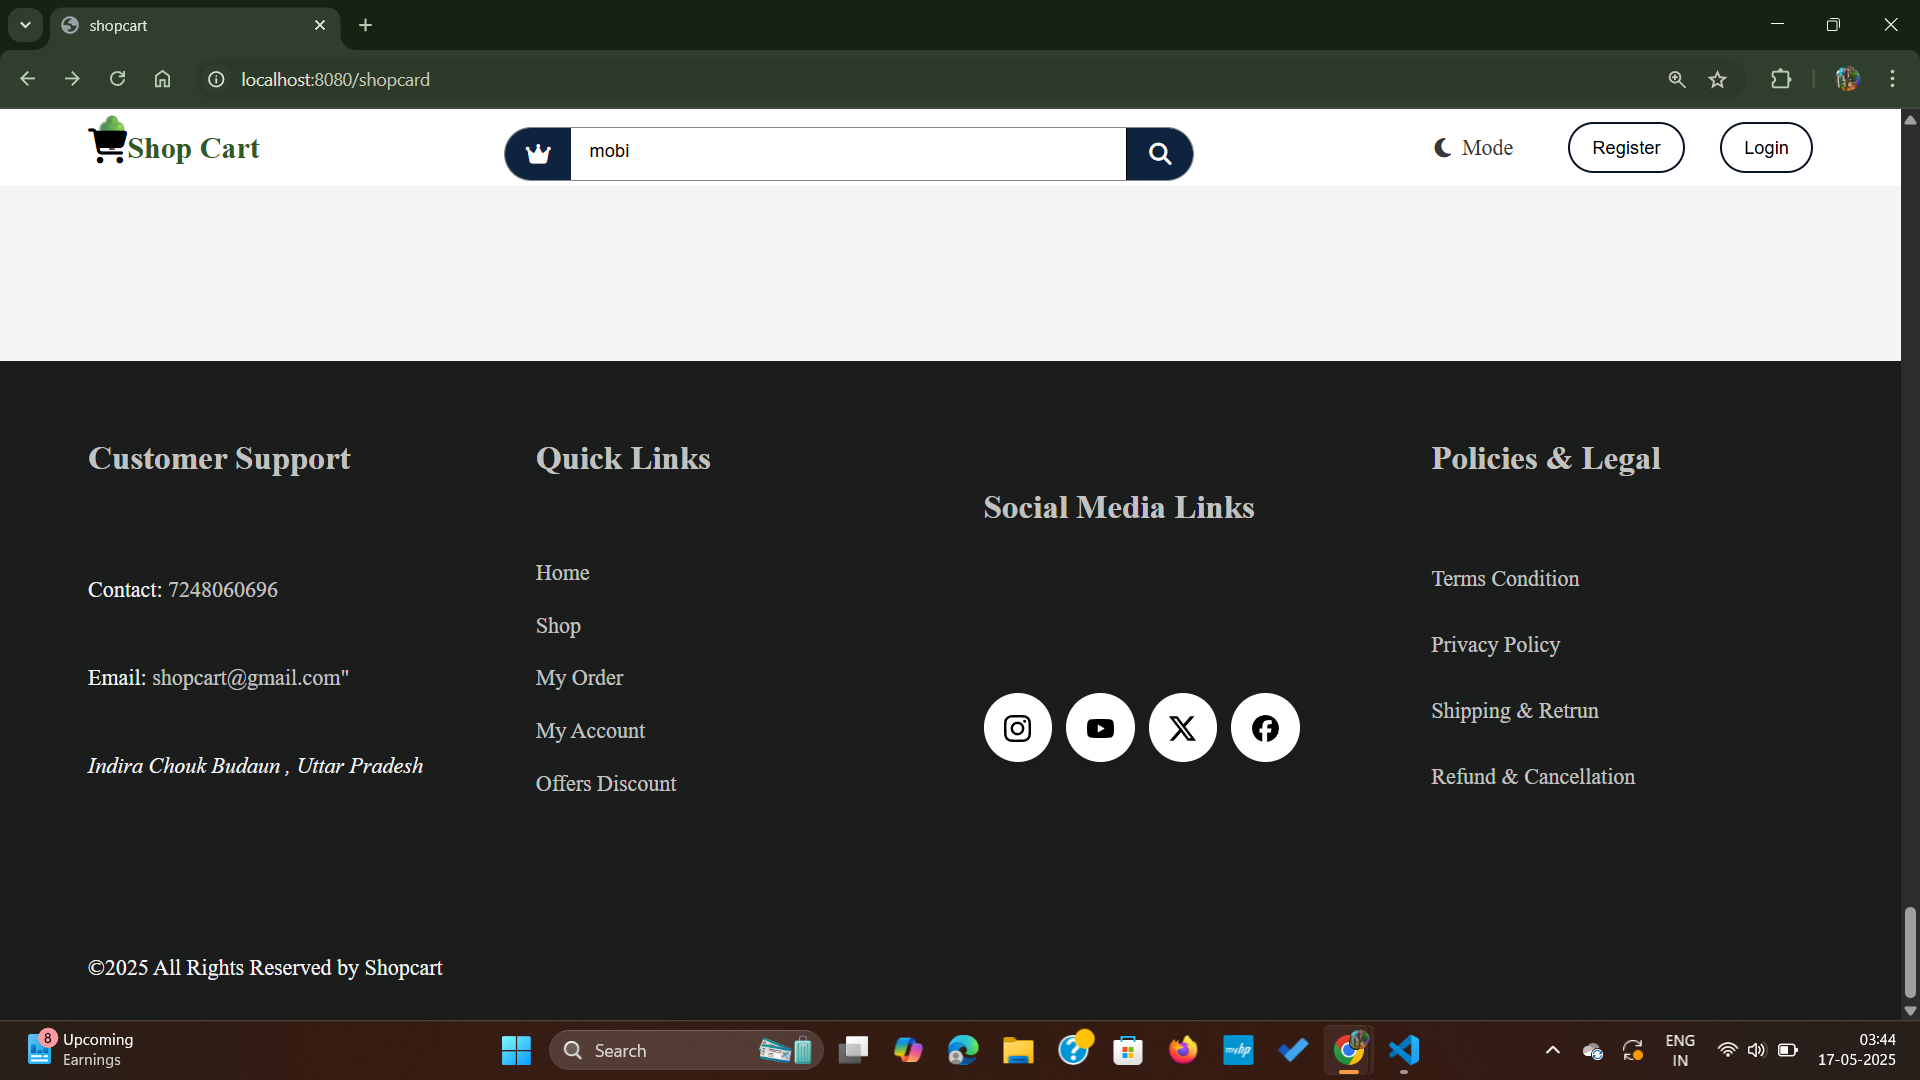 shopcart
localhost:8080/shopcard
Shop Cart
mobi
Mode
Register
Login
Customer Support
Contact: 7248060696
Email: shopcart@gmail.com"
Indira Chouk Budaun , Uttar Pradesh
Quick Links
Home
Shop
My Order
My Account
Offers Discount
Social Media Links
Policies & Legal
Terms Condition
Privacy Policy
Shipping & Retrun
Refund & Cancellation
©2025 All Rights Reserved by Shopcart
8
Upcoming
Earnings
Search
myhp
ENG
IN
03:44
17-05-2025